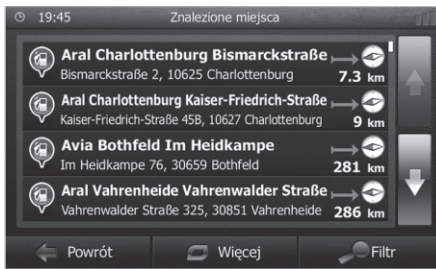 19:45 Znalezione miejsca
Aral Charlottenburg Bismarckstraße
Bismarckstraße 2, 10625 Charlottenburg 7.3 km
Aral Charlottenburg Kaiser-Friedrich-Straße
Kaiser-Friedrich-Straße 45B, 10627 Charlottenburg 9 km
Avia Bothfeld Im Heidkampe
Im Heidkampe 76, 30659 Bothfeld 281 km
Aral Vahrenheide Vahrenwalder Straße
Vahrenwalder Straße 325, 30851 Vahrenheide 286 km
Powrót Więcej Filtr